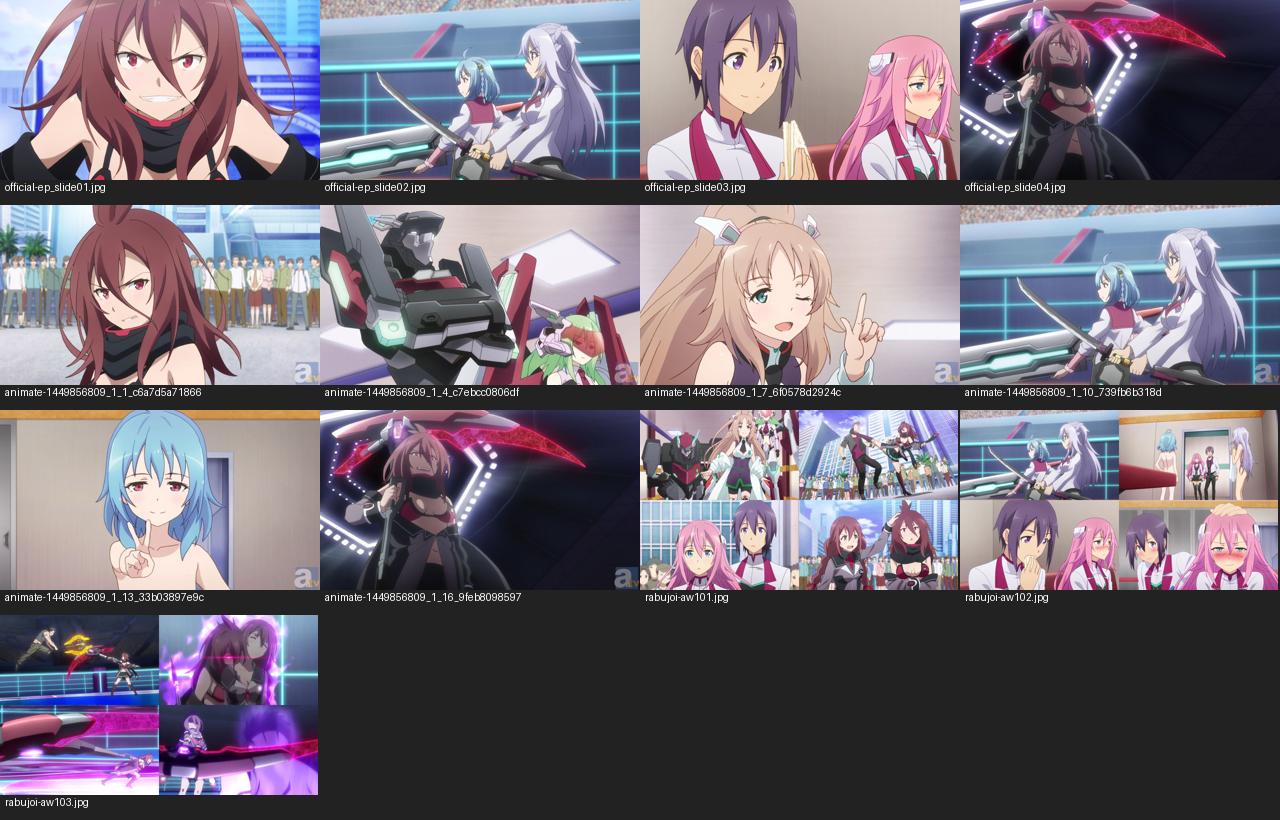 official-ep_slide01.jpg
official-ep_slide02.jpg
official-ep_slide03.jpg
official-ep_slide04.jpg
animate-1449856809_1_1_c6a7d5a71866
animate-1449856809_1_4_c7ebcc0806df
animate-1449856809_1_7_6f0578d2924c
animate-1449856809_1_10_739fb6b318d
animate-1449856809_1_13_33b03897e9c
animate-1449856809_1_16_9feb8098597
rabujoi-aw101.jpg
rabujoi-aw102.jpg
rabujoi-aw103.jpg